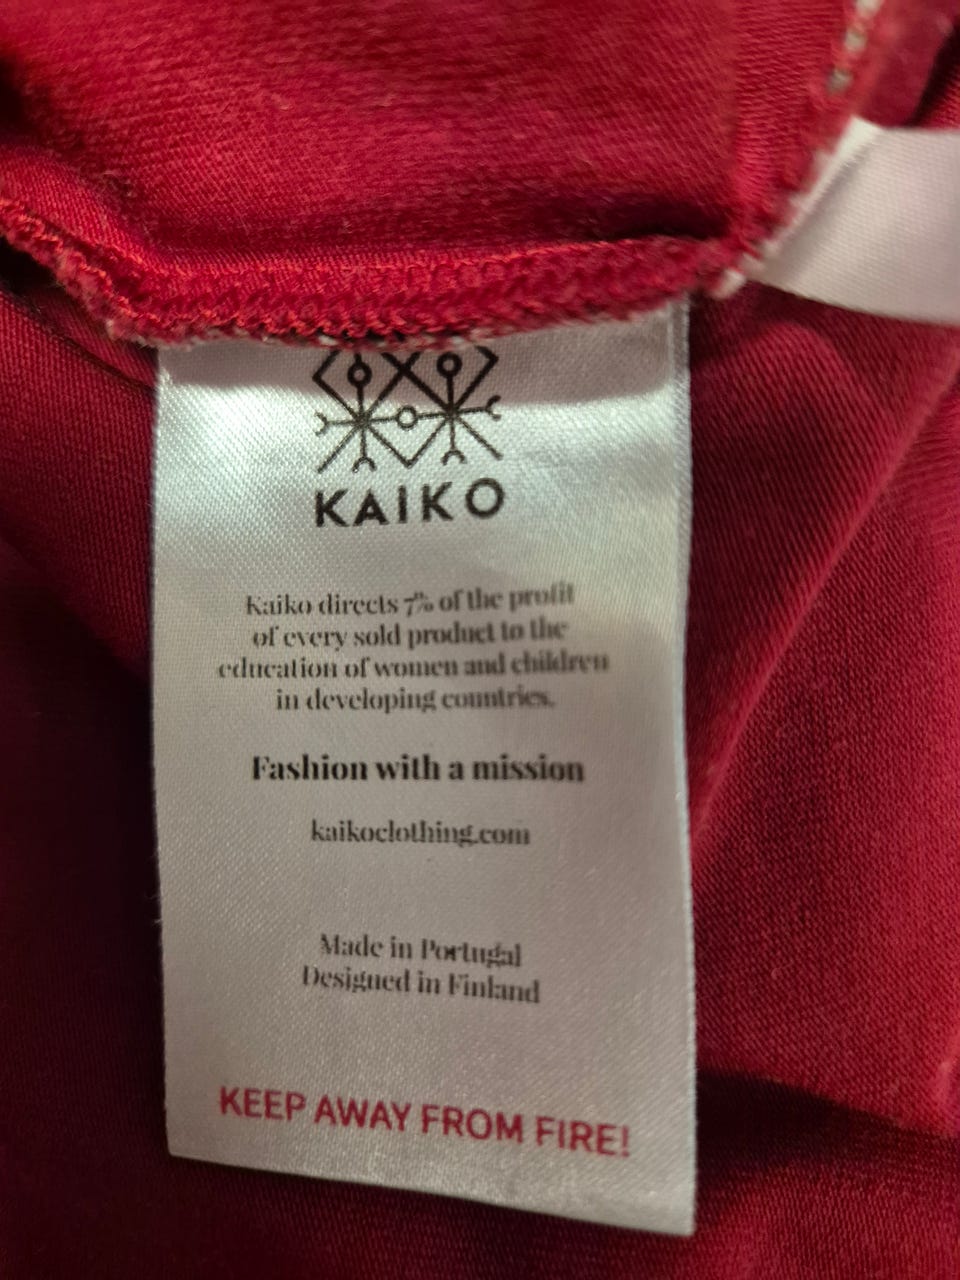 KAIKO
Kaiko directs 7% of the profit
of every sold product to the
education of women and children
in developing countries.
Fashion with a mission
kaikoclothing.com
Made in Portugal
Designed in Finland
KEEP AWAY FROM FIRE!